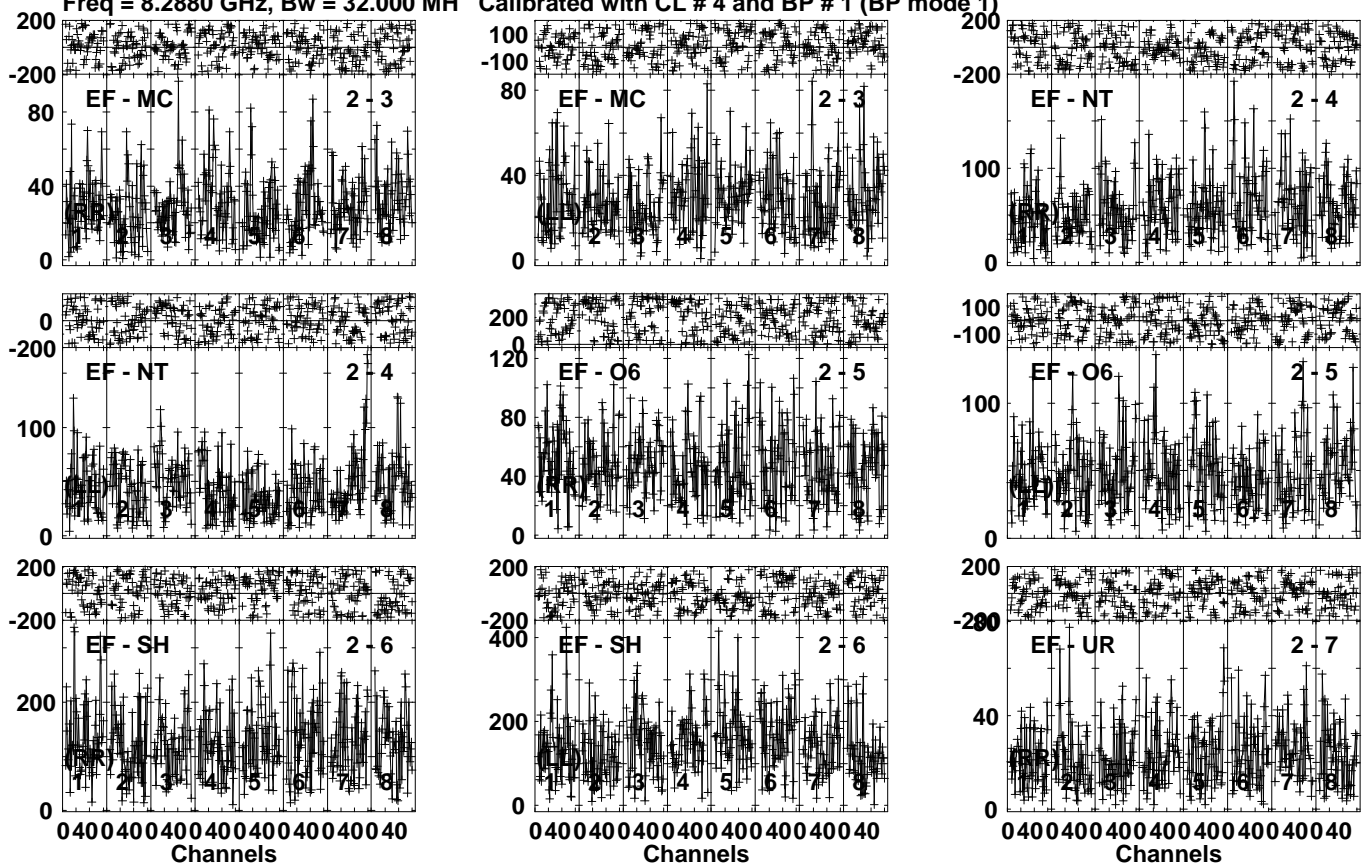 Freq = 8.2880 GHz, Bw = 32.000 MH Calibrated with CL # 4 and BP # 1 (BP mode 1)
200
-200
EF - MC 2 - 3
80
40
0
(RR)
1 2 3 4 5 6 7 8
100
-100
EF - MC 2 - 3
80
40
0
(LL)
1 2 3 4 5 6 7 8
200
-200
EF - NT 2 - 4
100
0
(RR)
1 2 3 4 5 6 7 8
0
-200
EF - NT 2 - 4
100
0
(LL)
1 2 3 4 5 6 7 8
200
0
EF - O6 2 - 5
120
80
40
0
(RR)
1 2 3 4 5 6 7 8
100
-100
EF - O6 2 - 5
100
0
(LL)
1 2 3 4 5 6 7 8
200
-200
EF - SH 2 - 6
200
0
(RR)
1 2 3 4 5 6 7 8
0 40 0 40 0 40 0 40 0 40 0 40 0 40 0 40
Channels
200
-200
EF - SH 2 - 6
400
200
0
(LL)
1 2 3 4 5 6 7 8
0 40 0 40 0 40 0 40 0 40 0 40 0 40 0 40
Channels
200
-200
EF - UR 2 - 7
80
40
0
(RR)
1 2 3 4 5 6 7 8
0 40 0 40 0 40 0 40 0 40 0 40 0 40 0 40
Channels